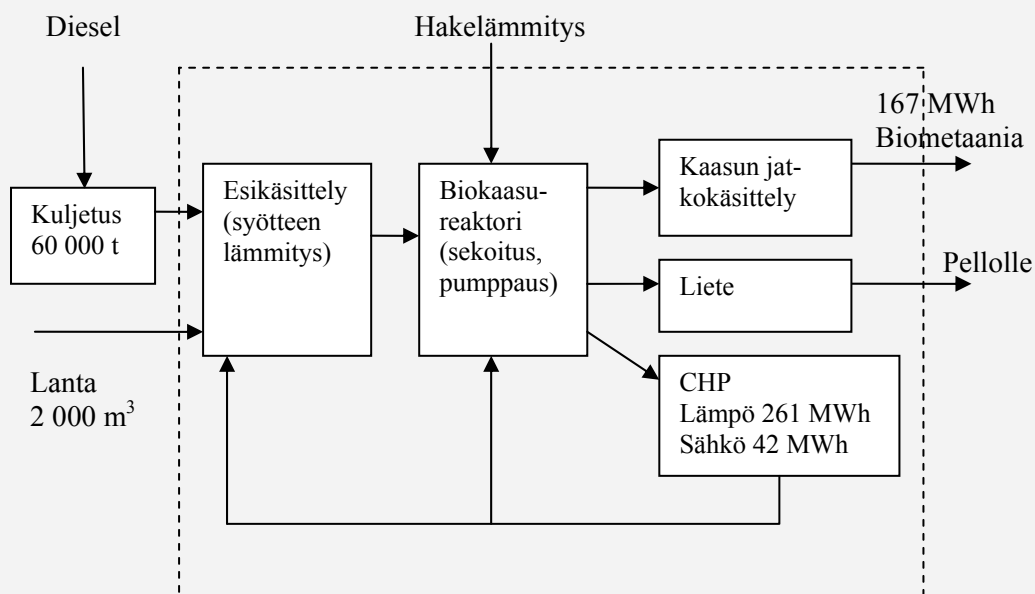 Diesel
Hakelämmitys
167 MWh
Biometaania
Kuljetus
60 000 t
Esikäsittely
(syötteen
lämmitys)
Biokaasu-
reaktori
(sekoitus,
pumppaus)
Kaasun jat-
kokäsittely
Liete
Pellolle
Lanta
2 000 m³
CHP
Lämpö 261 MWh
Sähkö 42 MWh